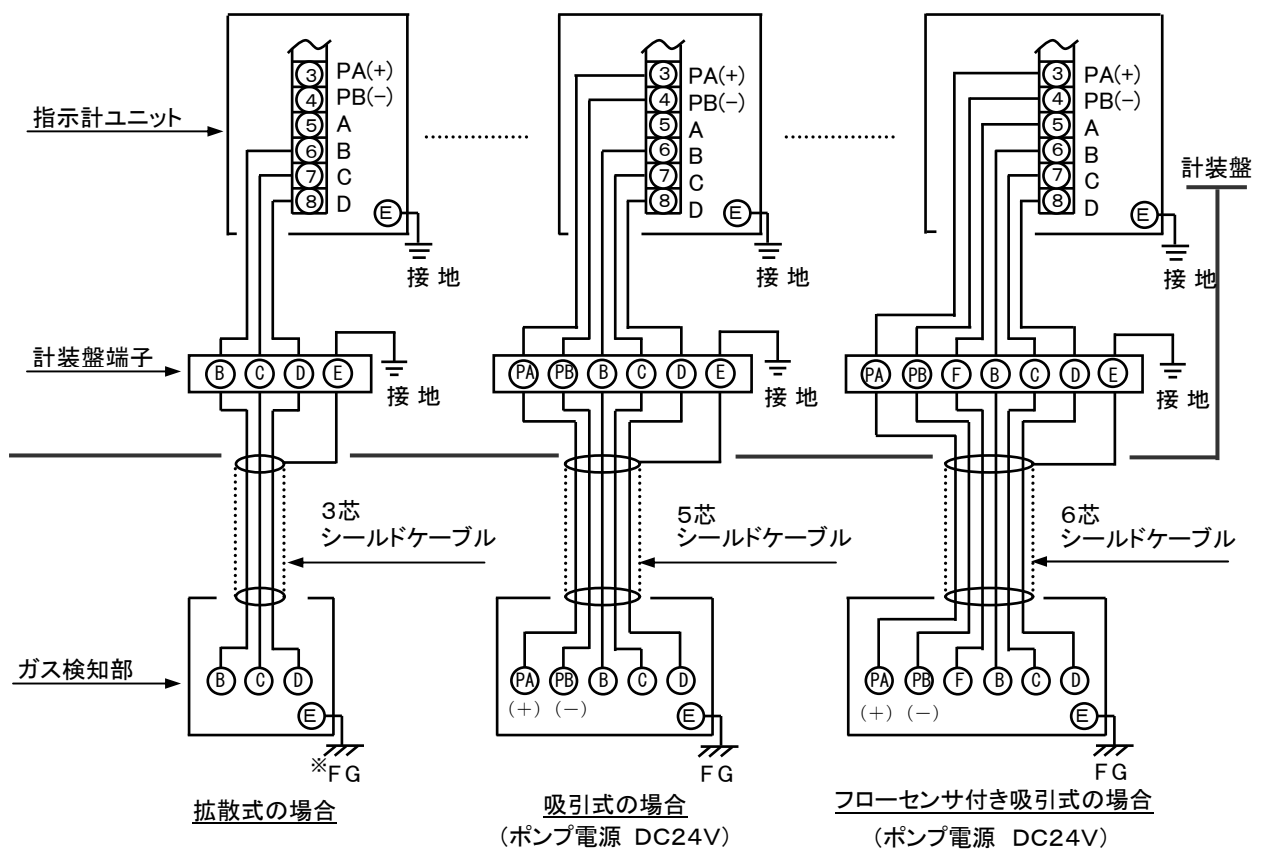 指示計ユニット
3 PA(+)
4 PB(-)
5 A
6 B
7 C
8 D
E
接 地
3 PA(+)
4 PB(-)
5 A
6 B
7 C
8 D
E
接 地
3 PA(+)
4 PB(-)
5 A
6 B
7 C
8 D
E
接 地
計装盤
計装盤端子
B C D E
接 地
PA PB B C D E
接 地
PA PB F B C D E
接 地
3芯
シールドケーブル
5芯
シールドケーブル
6芯
シールドケーブル
ガス検知部
B C D
E
※FG
PA PB B C D
(+) (-)
E
FG
PA PB F B C D
(+) (-)
E
FG
拡散式の場合
吸引式の場合
(ポンプ電源 DC24V)
フローセンサ付き吸引式の場合
(ポンプ電源 DC24V)